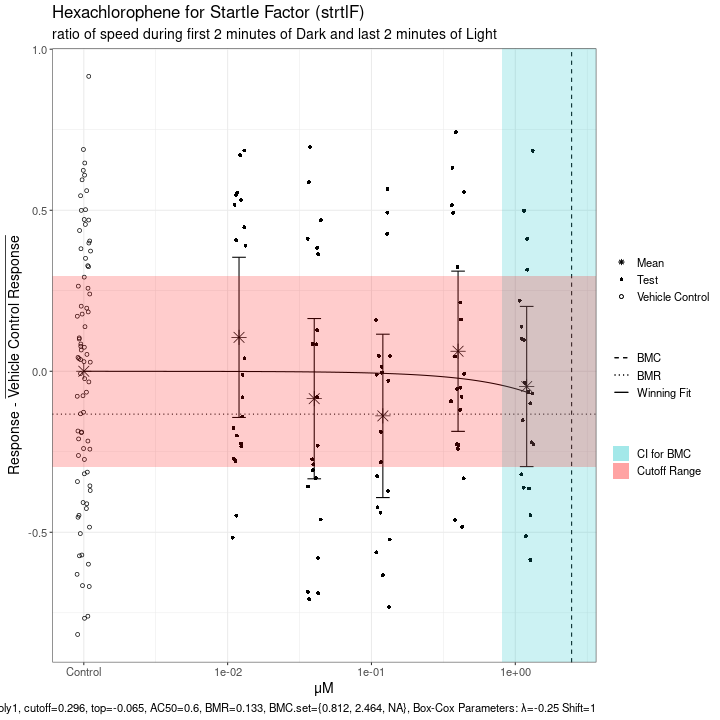 Hexachlorophene for Startle Factor (strtlF)
ratio of speed during first 2 minutes of Dark and last 2 minutes of Light
Response - Vehicle Control Response
1.0
0.5
0.0
-0.5
Control
1e-02
1e-01
1e+00
μM
Mean
Test
Vehicle Control
BMC
BMR
Winning Fit
CI for BMC
Cutoff Range
oly1, cutoff=0.296, top=-0.065, AC50=0.6, BMR=0.133, BMC.set={0.812, 2.464, NA}, Box-Cox Parameters: λ=-0.25 Shift=1